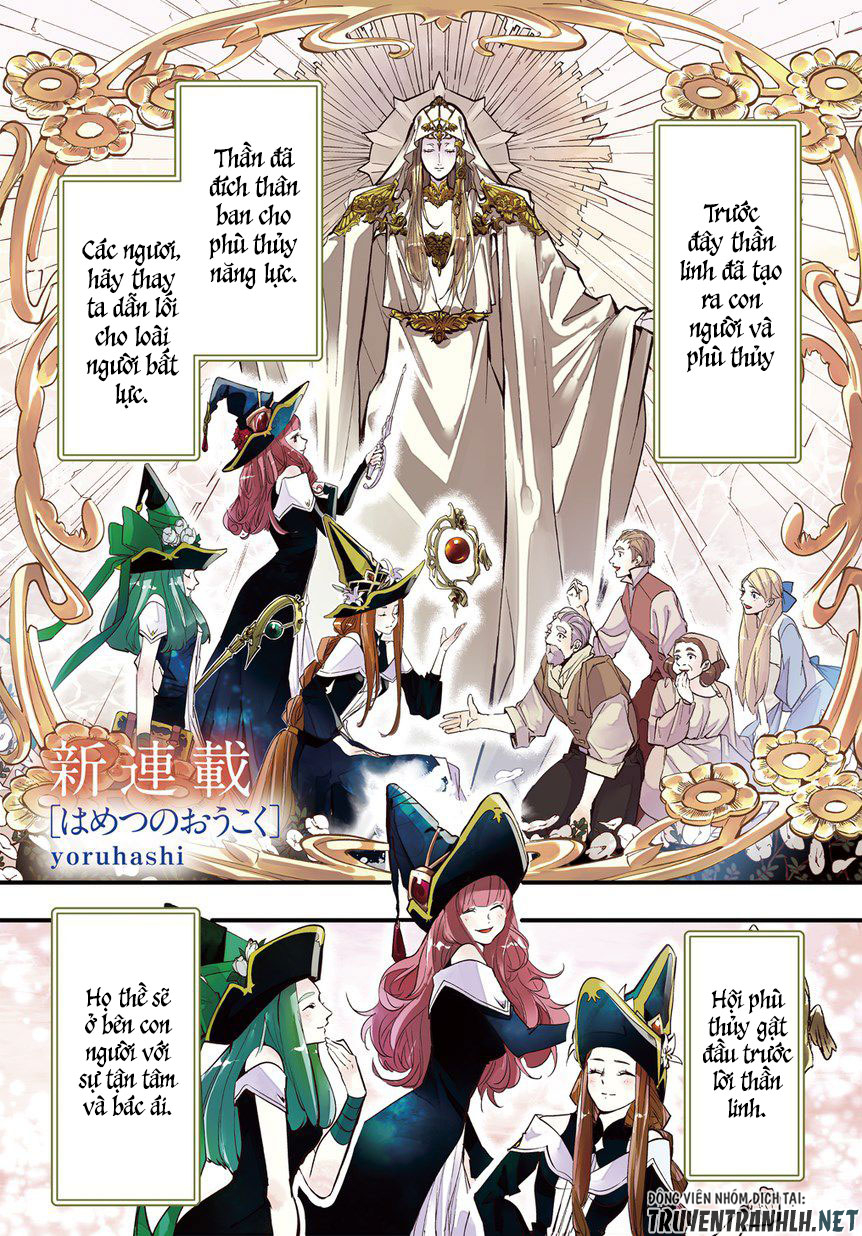 Trước
đây thần
linh đã tạo
ra con
người và
phù thủy
Thần đã
đích thân
ban cho
phù thủy
năng lực.
Các ngươi,
hãy thay
ta dẫn lối
cho loài
người bất
lực.
新連載
[はめつのおうこく]
yoruhashi
Hội phù
thủy gật
đầu trước
lời thần
linh.
Họ thề sẽ
ở bên con
người với
sự tận tâm
và bác ái.
ĐỘNG VIÊN NHÓM DỊCH TẠI:
TRUYENTRANHLH.NET